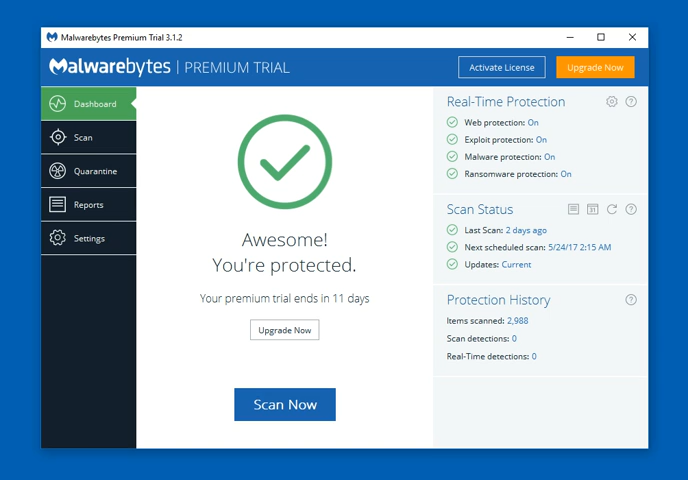 Malwarebytes Premium Trial 3.1.2
Malwarebytes | PREMIUM TRIAL
Activate License
Upgrade Now
Dashboard
Scan
Quarantine
Reports
Settings
Awesome!
You're protected.
Your premium trial ends in 11 days
Upgrade Now
Scan Now
Real-Time Protection
Web protection: On
Exploit protection: On
Malware protection: On
Ransomware protection: On
Scan Status
31
Last Scan: 2 days ago
Next scheduled scan: 5/24/17 2:15 AM
Updates: Current
Protection History
Items scanned: 2,988
Scan detections: 0
Real-Time detections: 0